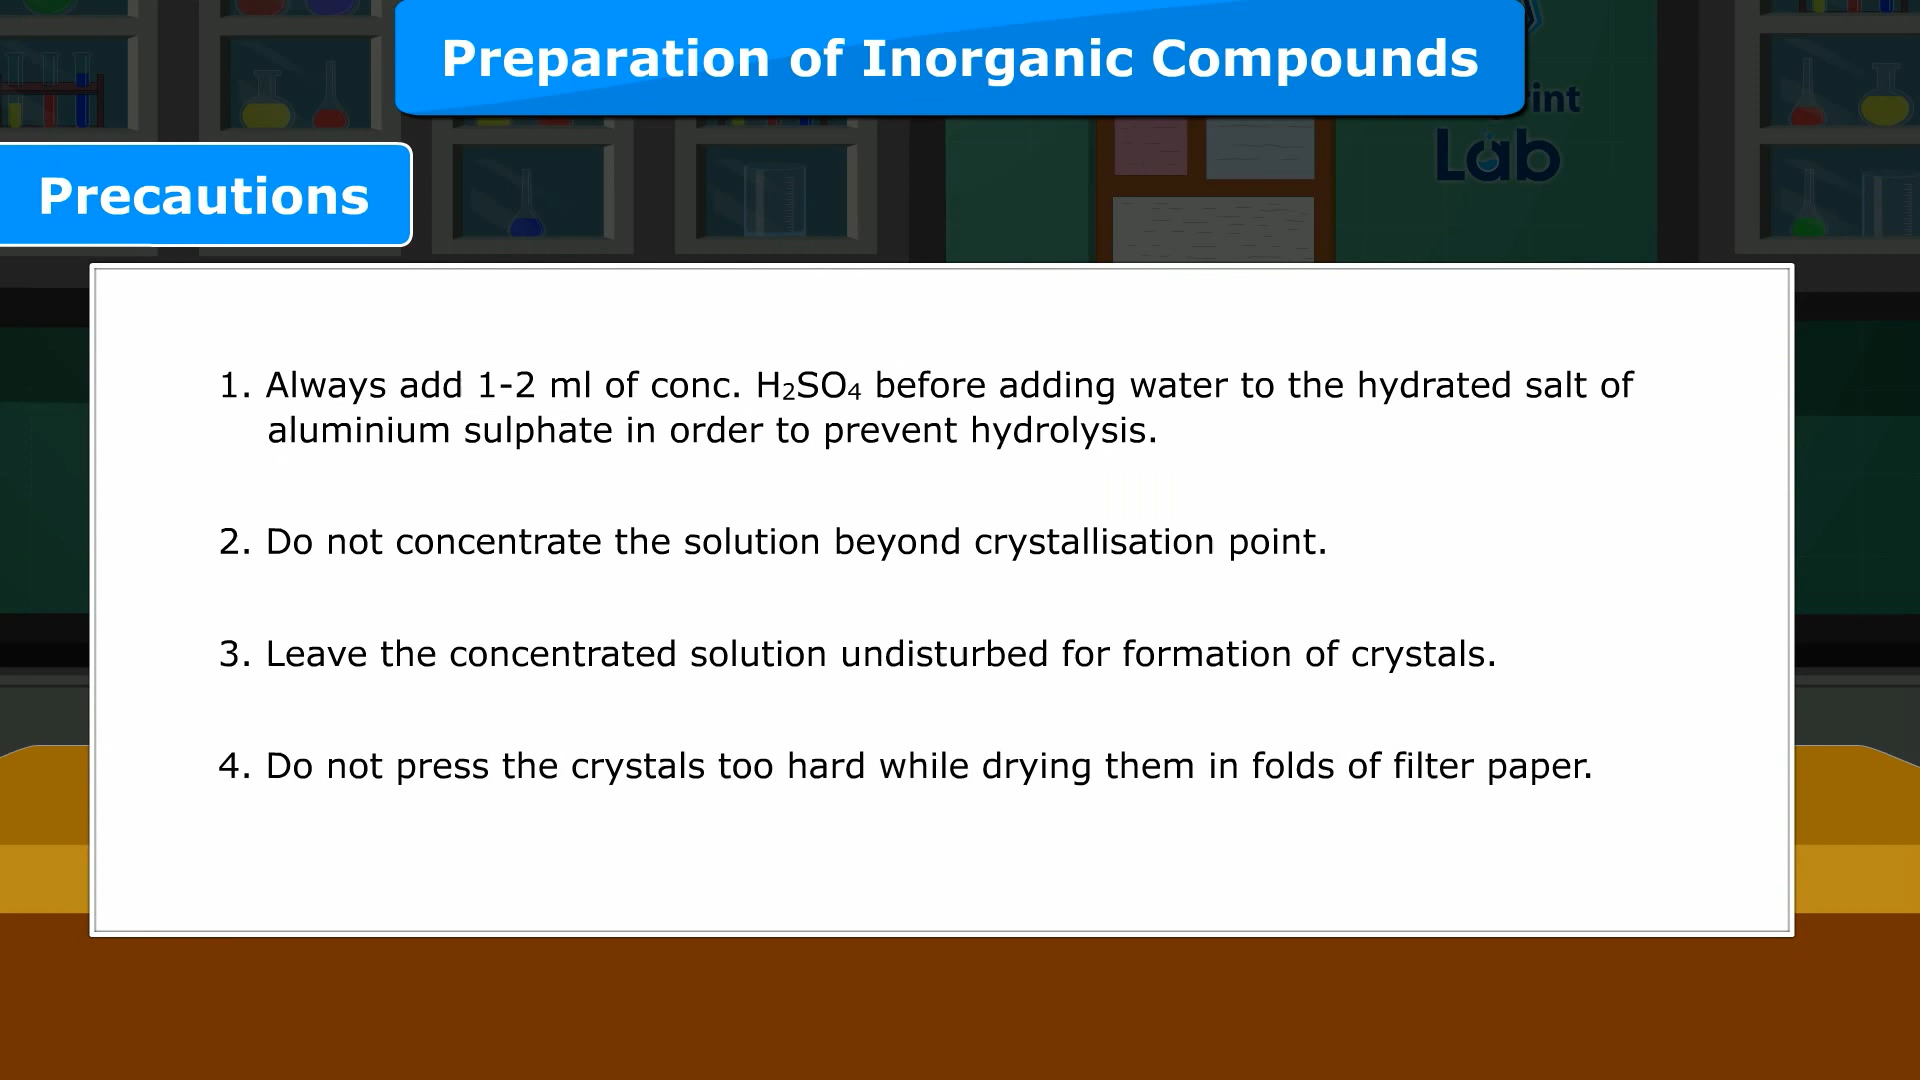 Preparation of Inorganic Compounds
int
Lab
Precautions
1. Always add 1-2 ml of conc. H₂SO₄ before adding water to the hydrated salt of
aluminium sulphate in order to prevent hydrolysis.
2. Do not concentrate the solution beyond crystallisation point.
3. Leave the concentrated solution undisturbed for formation of crystals.
4. Do not press the crystals too hard while drying them in folds of filter paper.